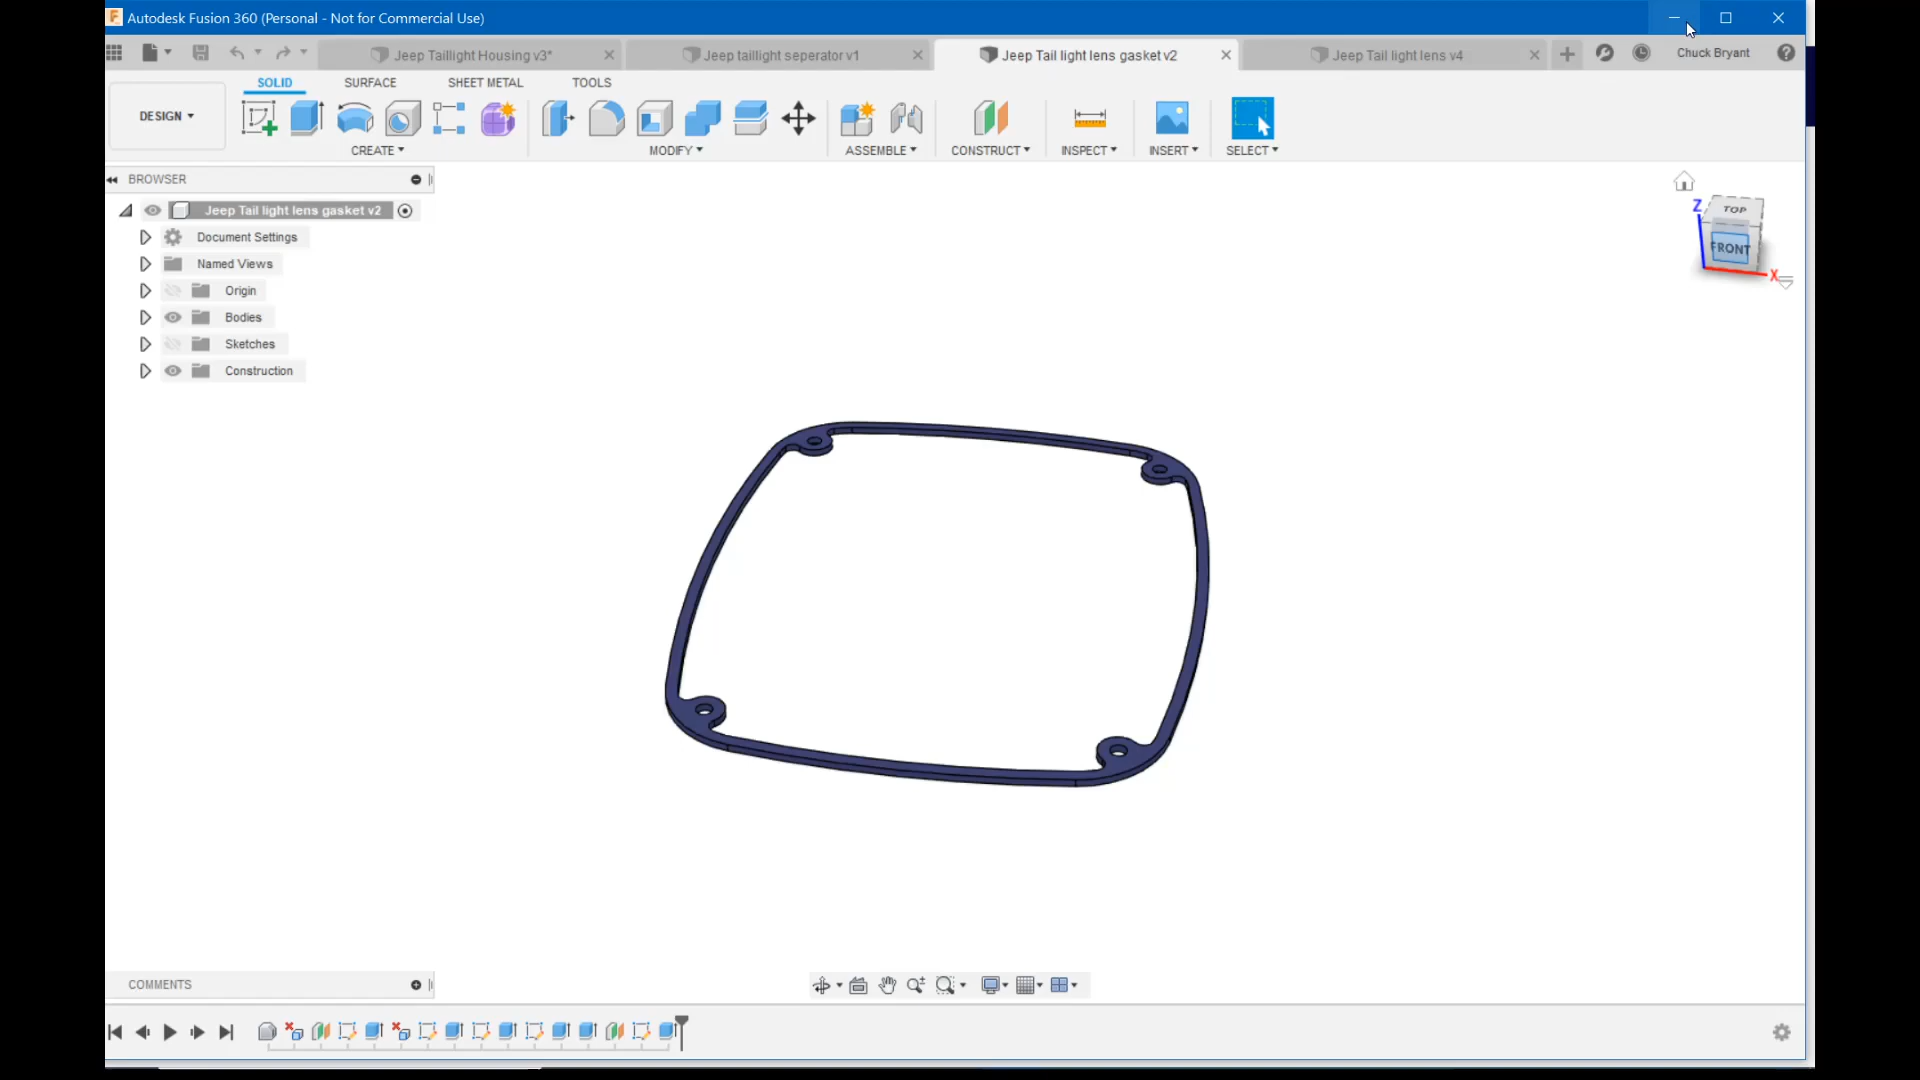 Autodesk Fusion 360 (Personal - Not for Commercial Use)
Jeep Taillight Housing v3*
Jeep taillight seperator v1
Jeep Tail light lens gasket v2
Jeep Tail light lens v4
Chuck Bryant
SOLID
SURFACE
SHEET METAL
TOOLS
DESIGN
CREATE
MODIFY
ASSEMBLE
CONSTRUCT
INSPECT
INSERT
SELECT
BROWSER
Jeep Tail light lens gasket v2
Document Settings
Named Views
Origin
Bodies
Sketches
Construction
Z
TOP
FRONT
X
COMMENTS